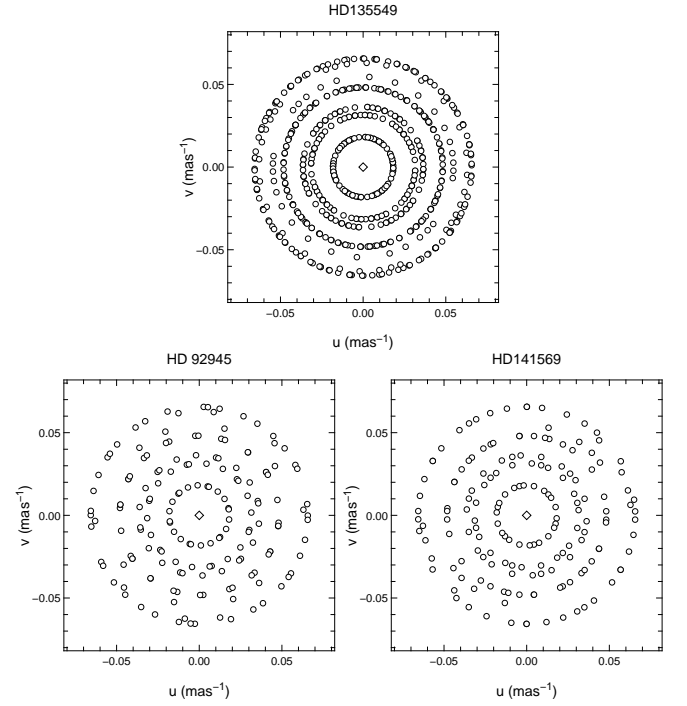 HD135549
0.05
0.00
−0.05
v (mas⁻¹)
−0.05 0.00 0.05
u (mas⁻¹)
HD 92945 HD141569
0.05 0.05
0.00 0.00
−0.05 −0.05
v (mas⁻¹) v (mas⁻¹)
−0.05 0.00 0.05 −0.05 0.00 0.05
u (mas⁻¹) u (mas⁻¹)